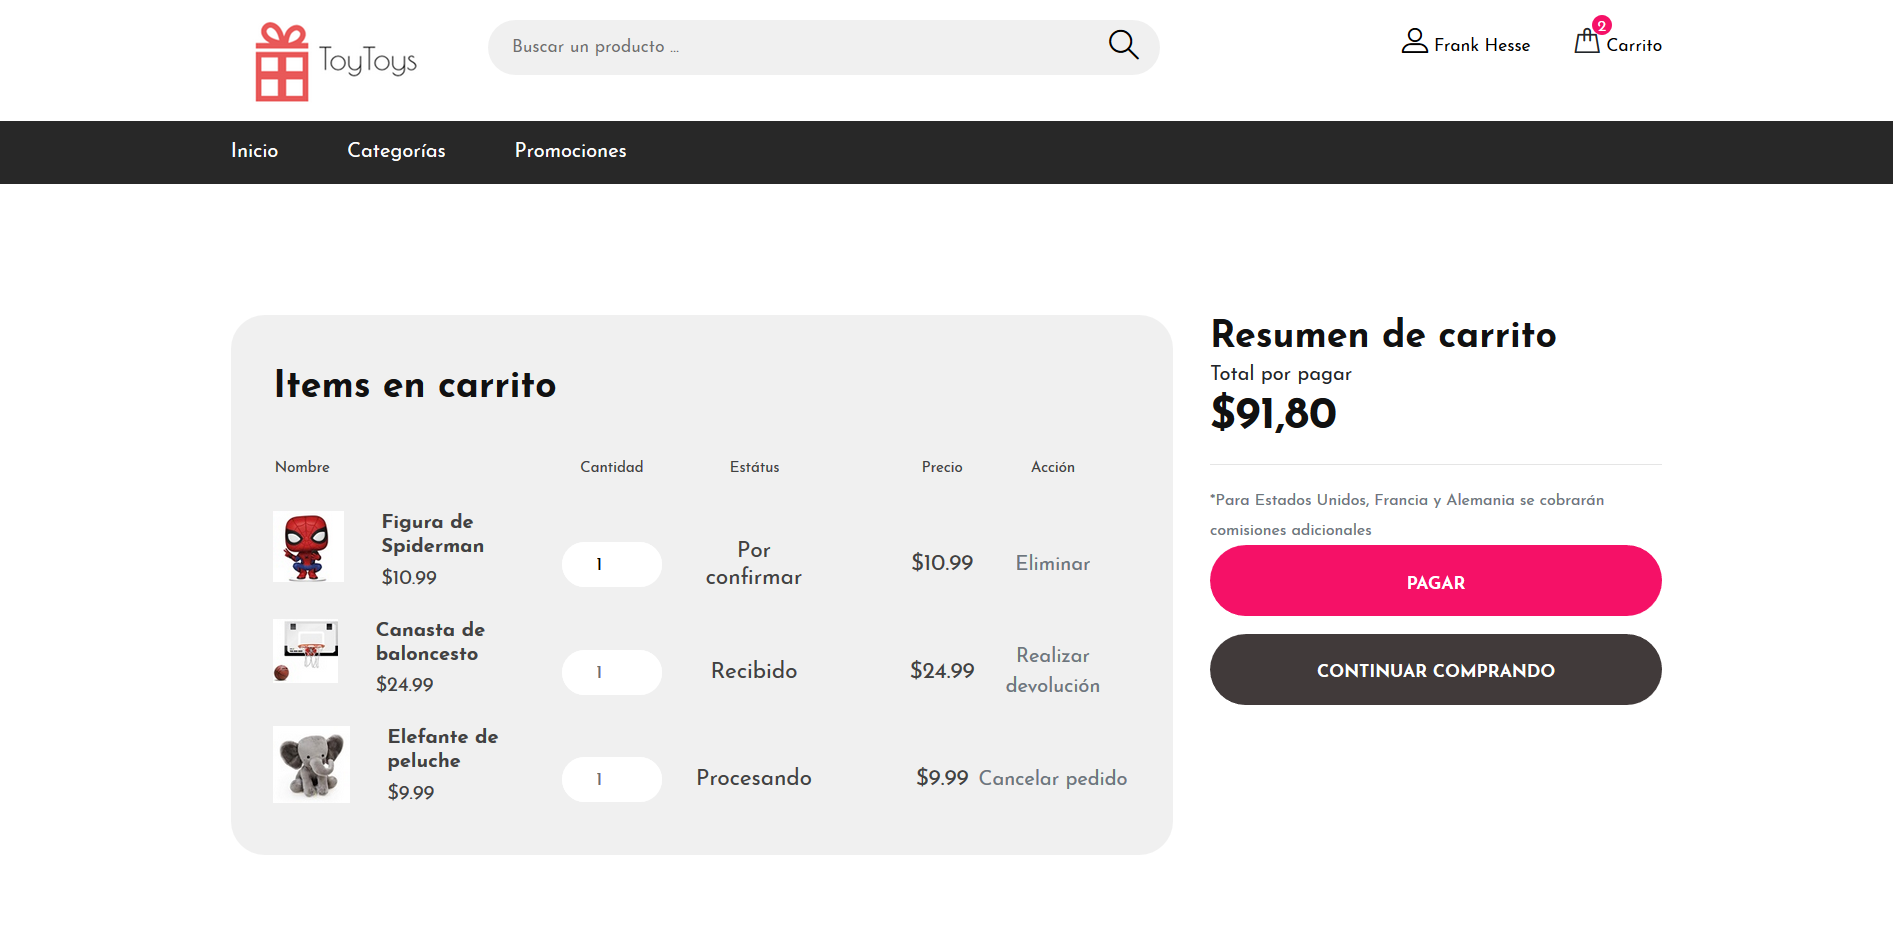 ToyToys
Buscar un producto ...
Frank Hesse
2
Carrito
Inicio
Categorías
Promociones
Items en carrito
Nombre
Cantidad
Estátus
Precio
Acción
Figura de
Spiderman
$10.99
1
Por
confirmar
$10.99
Eliminar
Canasta de
baloncesto
$24.99
1
Recibido
$24.99
Realizar
devolución
Elefante de
peluche
$9.99
1
Procesando
$9.99
Cancelar pedido
Resumen de carrito
Total por pagar
$91,80
*Para Estados Unidos, Francia y Alemania se cobrarán
comisiones adicionales
PAGAR
CONTINUAR COMPRANDO